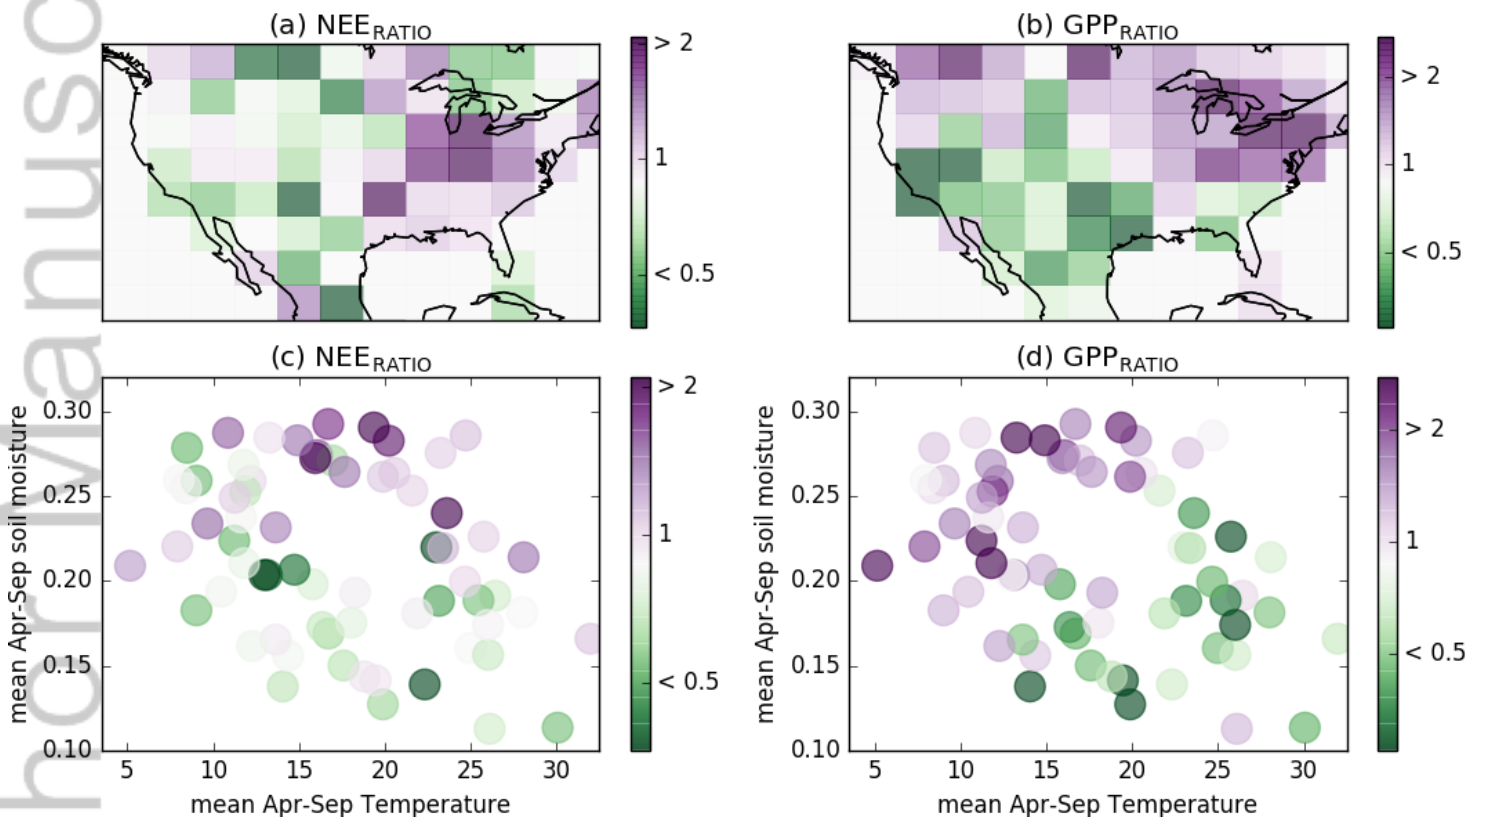 (a) NEE_RATIO
> 2
1
< 0.5
(b) GPP_RATIO
> 2
1
< 0.5
(c) NEE_RATIO
mean Apr-Sep soil moisture
0.30
0.25
0.20
0.15
0.10
5 10 15 20 25 30
mean Apr-Sep Temperature
> 2
1
< 0.5
(d) GPP_RATIO
mean Apr-Sep soil moisture
0.30
0.25
0.20
0.15
0.10
5 10 15 20 25 30
mean Apr-Sep Temperature
> 2
1
< 0.5
hor Manusc